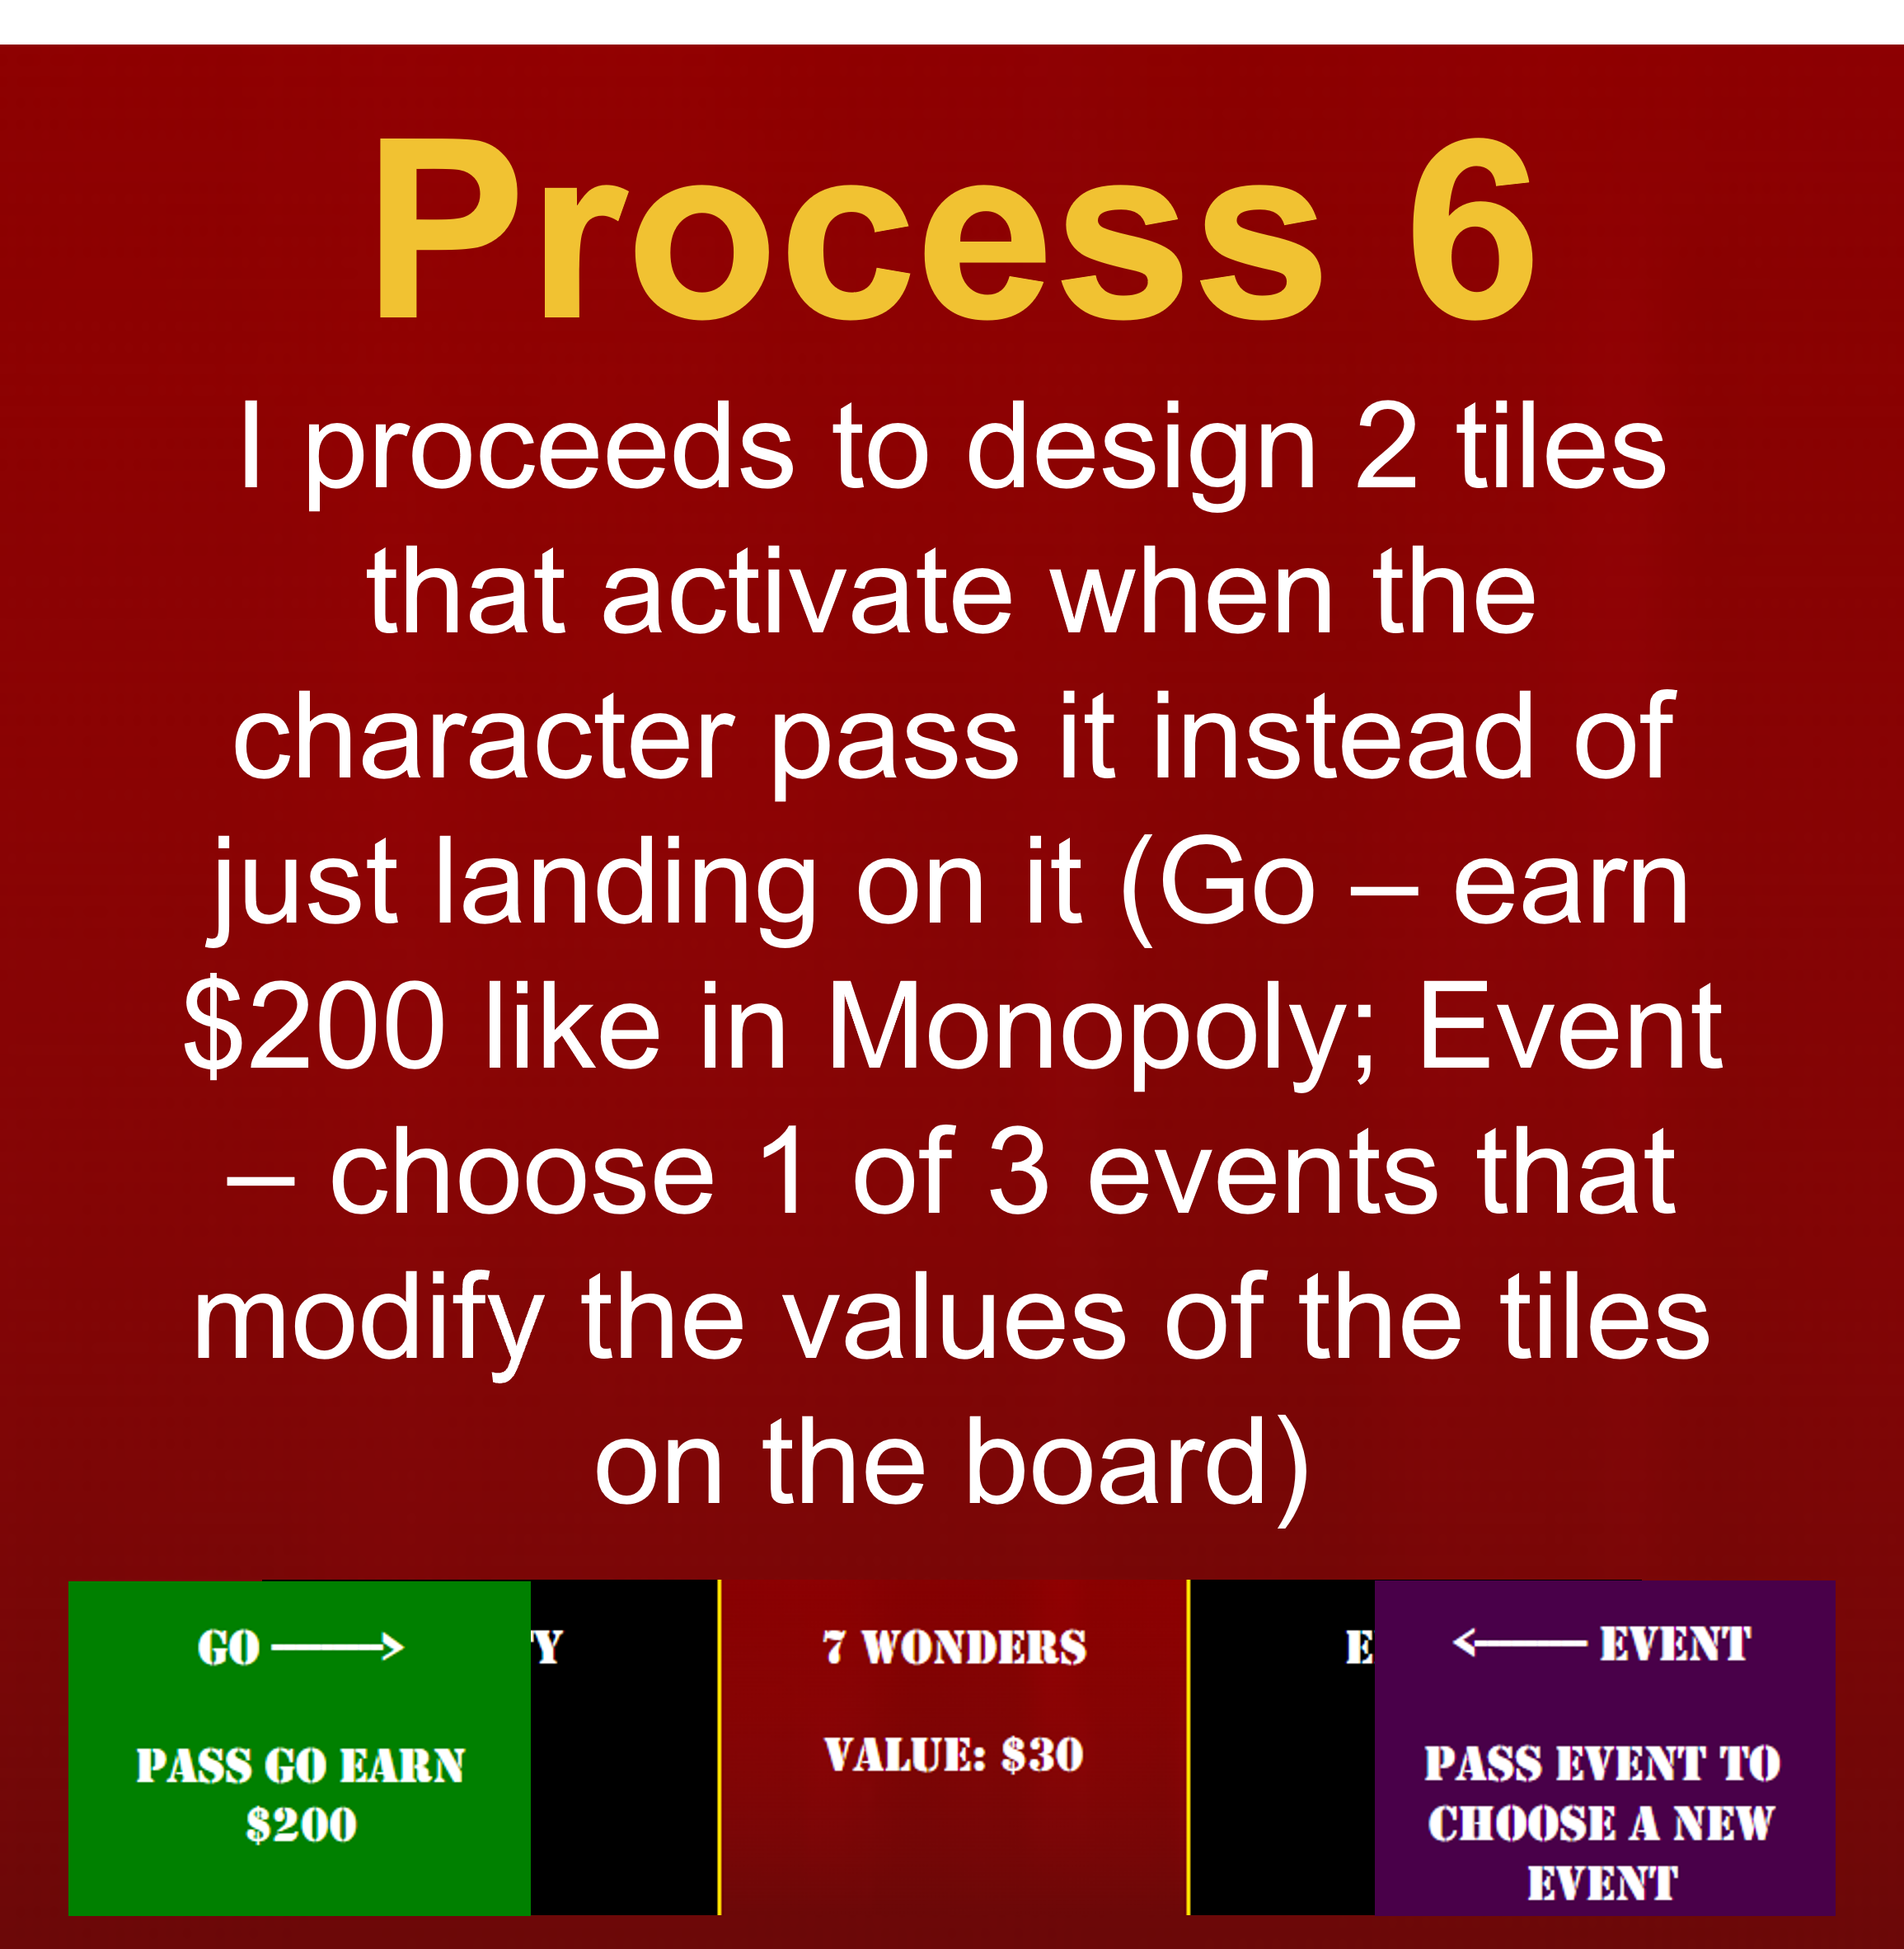 Process 6
I proceeds to design 2 tiles
that activate when the
character pass it instead of
just landing on it (Go – earn
$200 like in Monopoly; Event
– choose 1 of 3 events that
modify the values of the tiles
on the board)
GO ⟶
PASS GO EARN
$200
Y
7 WONDERS
VALUE: $30
E
⟵ EVENT
PASS EVENT TO
CHOOSE A NEW
EVENT